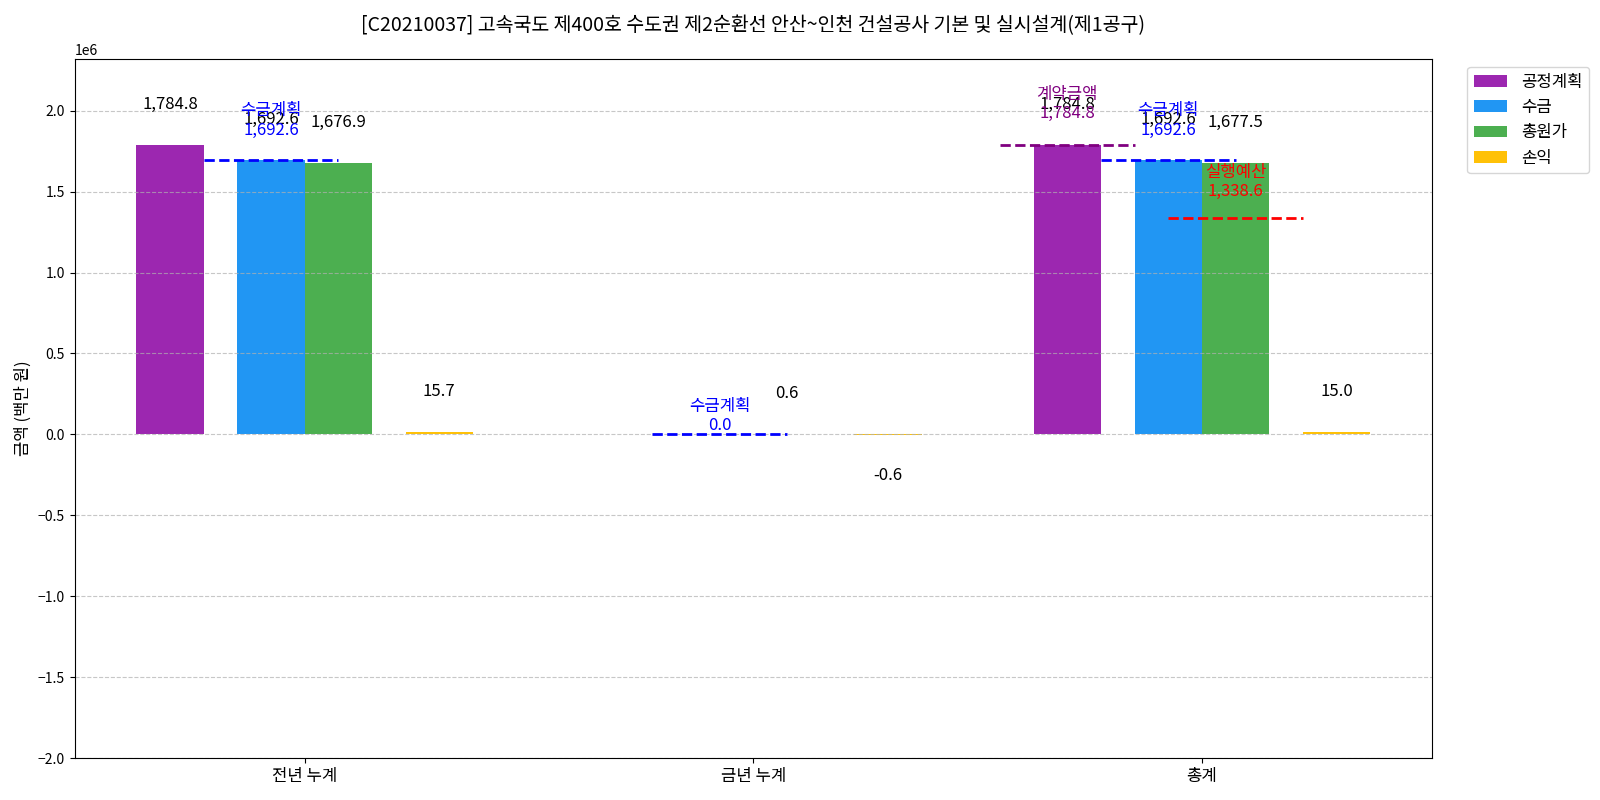 [C20210037] 고속국도 제400호 수도권 제2순환선 안산~인천 건설공사 기본 및 실시설계(제1공구)
1e6
금액 (백만 원)
2.0
1.5
1.0
0.5
0.0
−0.5
−1.0
−1.5
−2.0
1,784.8
수금계획
1,692.6
1,692.6
1,676.9
15.7
수금계획
0.0
0.6
-0.6
계약금액
1,784.8
1,784.8
수금계획
1,692.6
1,692.6
1,677.5
실행예산
1,338.6
15.0
전년 누계
금년 누계
총계
공정계획
수금
총원가
손익